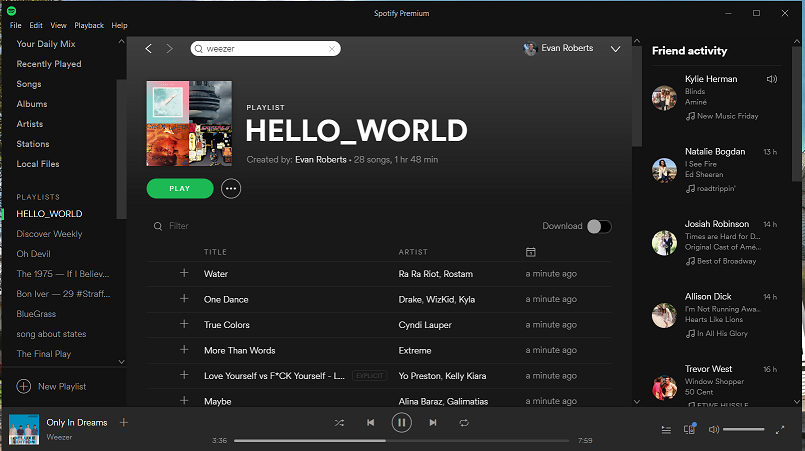 Spotify Premium
File Edit View Playback Help
Your Daily Mix
Recently Played
Songs
Albums
Artists
Stations
Local Files
PLAYLISTS
HELLO_WORLD
Discover Weekly
Oh Devil
The 1975 — If I Believ...
Bon Iver — 29 #Straff...
BlueGrass
song about states
The Final Play
New Playlist
weezer
Evan Roberts
PLAYLIST
HELLO_WORLD
Created by: Evan Roberts • 28 songs, 1 hr 48 min
PLAY
Filter
Download
TITLE ARTIST
Water Ra Ra Riot, Rostam a minute ago
One Dance Drake, WizKid, Kyla a minute ago
True Colors Cyndi Lauper a minute ago
More Than Words Extreme a minute ago
Love Yourself vs F*CK Yourself - L... EXPLICIT Yo Preston, Kelly Kiara a minute ago
Maybe Alina Baraz, Galimatias a minute ago
Friend activity
Kylie Herman
Blinds
Aminé
New Music Friday
Natalie Bogdan 13 h
I See Fire
Ed Sheeran
roadtrippin'
Josiah Robinson 14 h
Times are Hard for D...
Original Cast of Amé...
Best of Broadway
Allison Dick 14 h
I'm Not Running Awa...
Hearts Like Lions
In All His Glory
Trevor West 16 h
Window Shopper
50 Cent
FTWE HUSSLE
Only In Dreams
Weezer
3:36
7:59